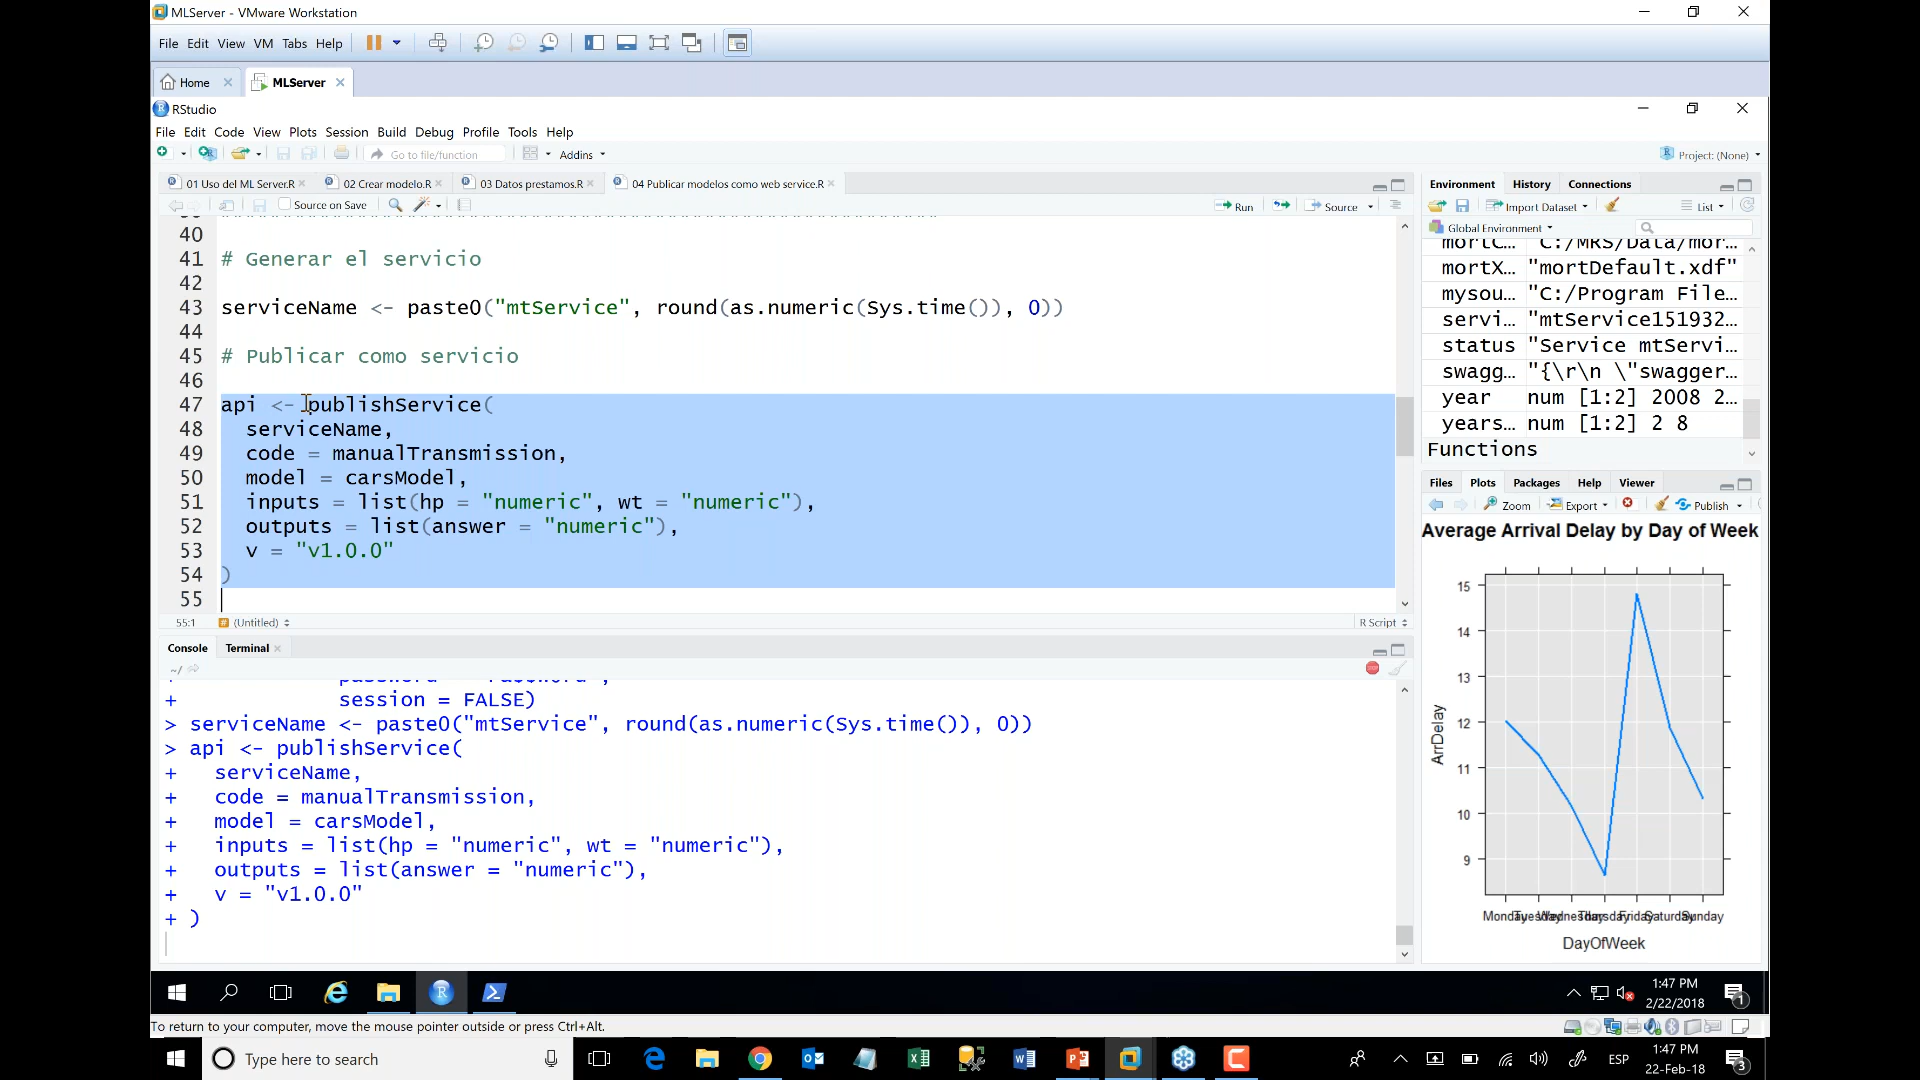 MLServer - VMware Workstation
File Edit View VM Tabs Help
Home MLServer
RStudio
File Edit Code View Plots Session Build Debug Profile Tools Help
Go to file/function Addins Project: (None)
01 Uso del ML Server.R 02 Crear modelo.R 03 Datos prestamos.R 04 Publicar modelos como web service.R
Source on Save Run Source
40
41 # Generar el servicio
42
43 serviceName <- paste0("mtService", round(as.numeric(Sys.time()), 0))
44
45 # Publicar como servicio
46
47 api <- publishService(
48 serviceName,
49 code = manualTransmission,
50 model = carsModel,
51 inputs = list(hp = "numeric", wt = "numeric"),
52 outputs = list(answer = "numeric"),
53 v = "v1.0.0"
54 )
55
55:1 (Untitled) R Script
Console Terminal
~/
+ session = FALSE)
> serviceName <- paste0("mtService", round(as.numeric(Sys.time()), 0))
> api <- publishService(
+ serviceName,
+ code = manualTransmission,
+ model = carsModel,
+ inputs = list(hp = "numeric", wt = "numeric"),
+ outputs = list(answer = "numeric"),
+ v = "v1.0.0"
+ )
Environment History Connections
Import Dataset List
Global Environment
mortC... "C:/MRS/Data/mor...
mortX... "mortDefault.xdf"
mysou... "C:/Program File...
servi... "mtService151932...
status "Service mtServi...
swagg... "{\r\n \"swagger...
year num [1:2] 2008 2...
years... num [1:2] 2 8
Functions
Files Plots Packages Help Viewer
Zoom Export Publish
Average Arrival Delay by Day of Week
15
14
13
12
11
10
9
ArrDelay
Monday Tuesday Wednesday Thursday Friday Saturday Sunday
DayOfWeek
1:47 PM
2/22/2018
1
To return to your computer, move the mouse pointer outside or press Ctrl+Alt.
Type here to search
ESP
1:47 PM
22-Feb-18
3